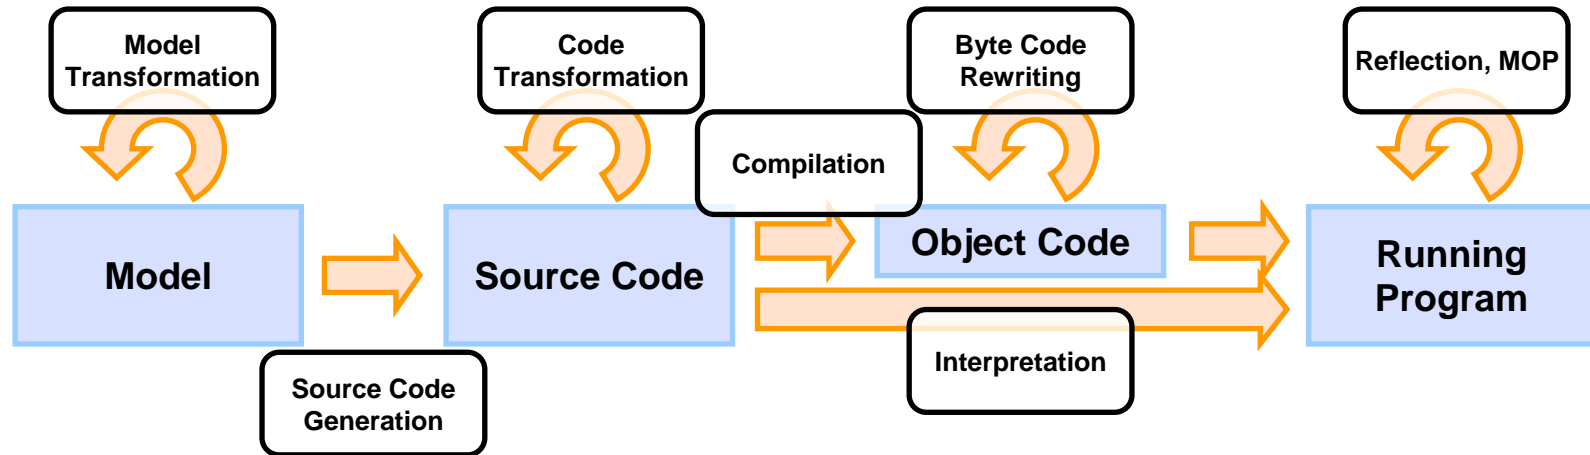 Model
Transformation
Code
Transformation
Byte Code
Rewriting
Reflection, MOP
Compilation
Model
Source Code
Object Code
Running
Program
Source Code
Generation
Interpretation